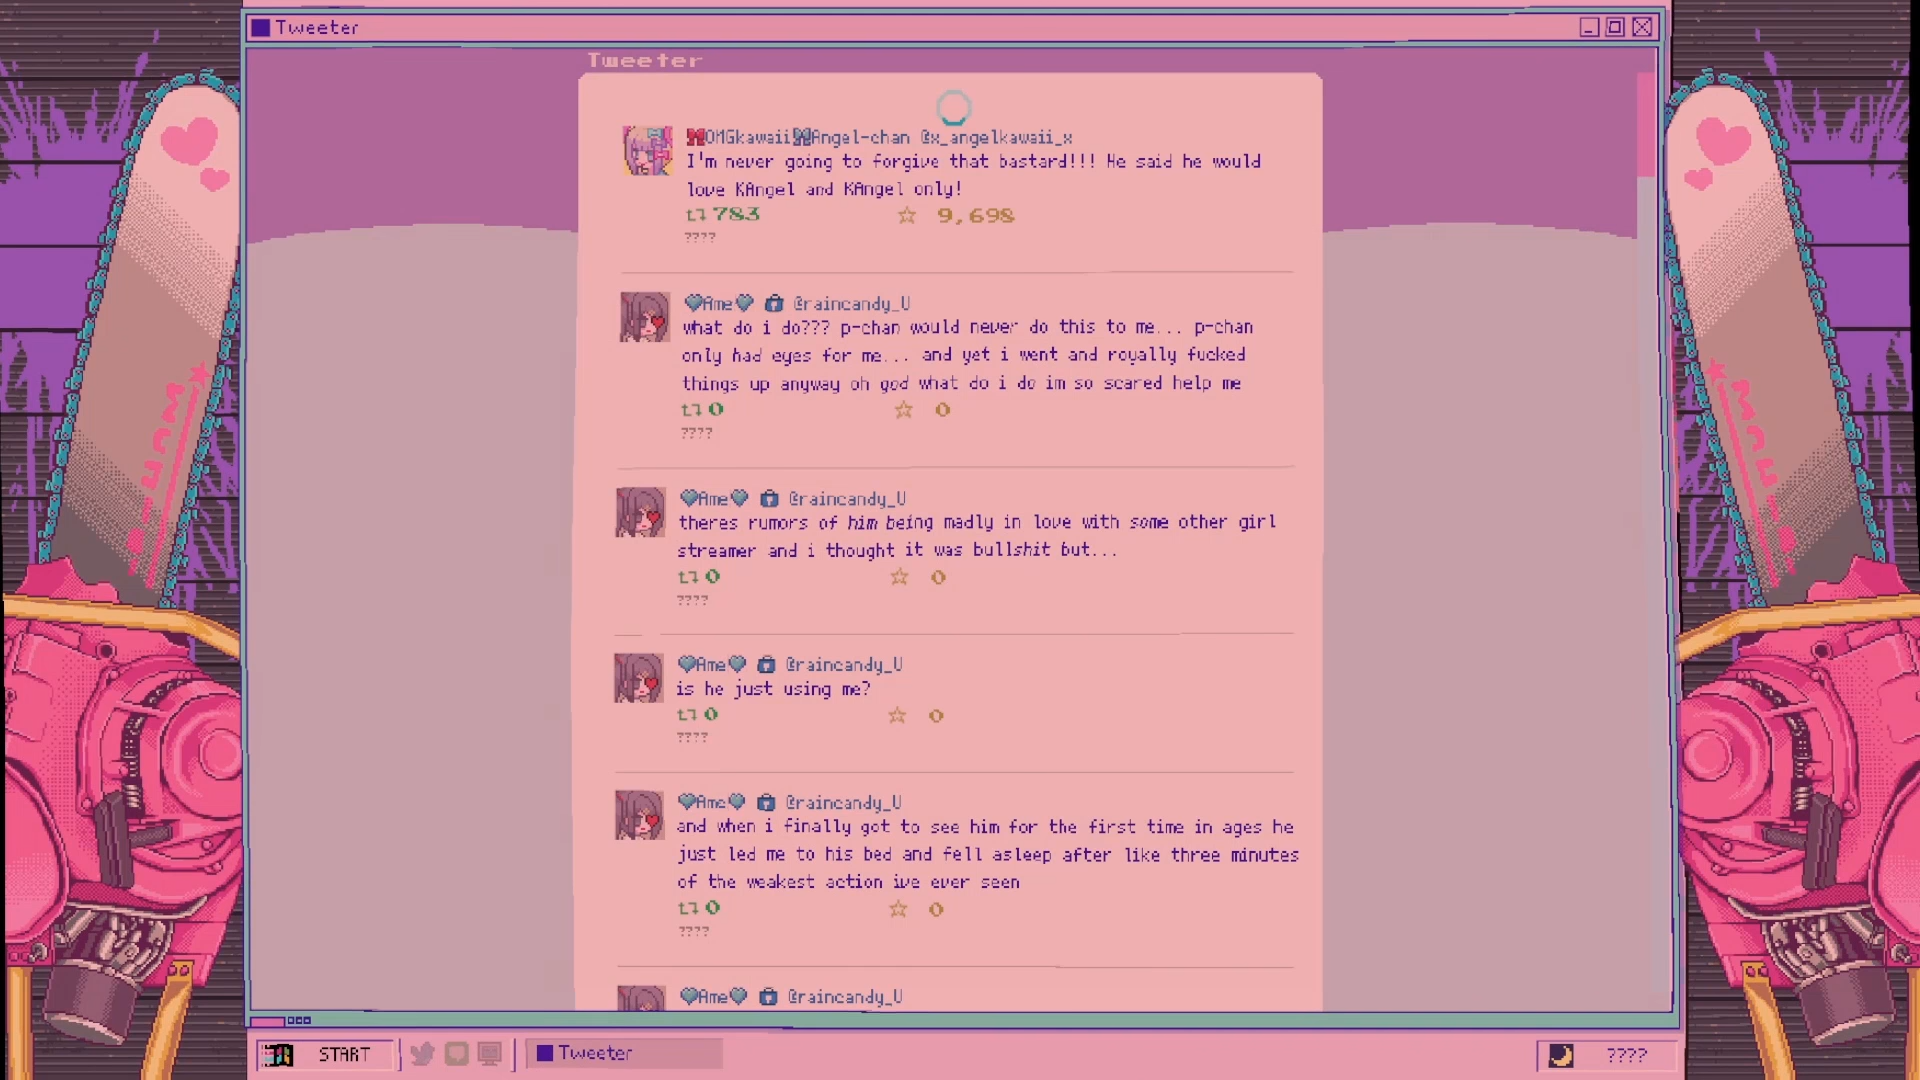 Tweeter
Tweeter
OMGkawaii Angel-chan @x_angelkawaii_x
I'm never going to forgive that bastard!!! He said he would
love KAngel and KAngel only!
783 9,698
????
Ame @raincandy_U
what do i do??? p-chan would never do this to me... p-chan
only had eyes for me... and yet i went and royally fucked
things up anyway oh god what do i do im so scared help me
0 0
????
Ame @raincandy_U
theres rumors of him being madly in love with some other girl
streamer and i thought it was bullshit but...
0 0
????
Ame @raincandy_U
is he just using me?
0 0
????
Ame @raincandy_U
and when i finally got to see him for the first time in ages he
just led me to his bed and fell asleep after like three minutes
of the weakest action ive ever seen
0 0
????
Ame @raincandy_U
START Tweeter ????